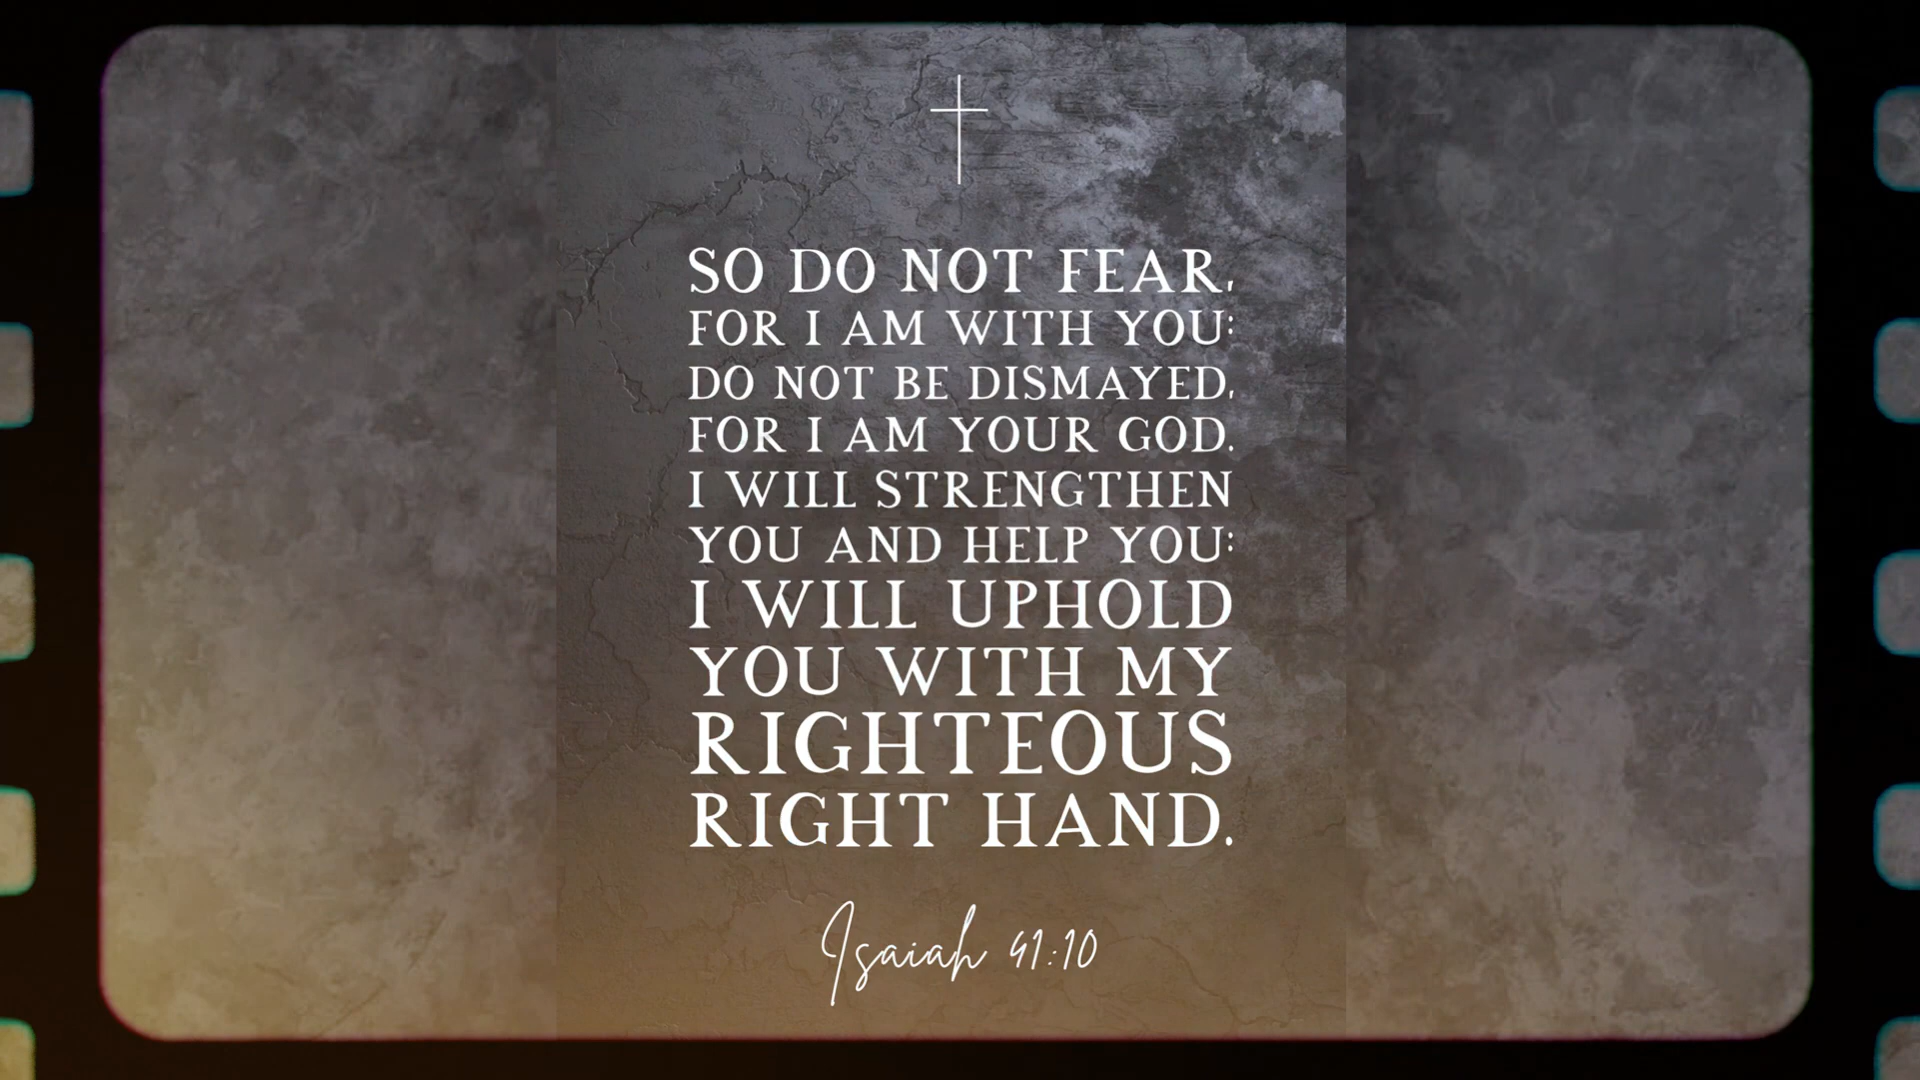 SO DO NOT FEAR,
FOR I AM WITH YOU:
DO NOT BE DISMAYED,
FOR I AM YOUR GOD.
I WILL STRENGTHEN
YOU AND HELP YOU:
I WILL UPHOLD
YOU WITH MY
RIGHTEOUS
RIGHT HAND.
Isaiah 41:10